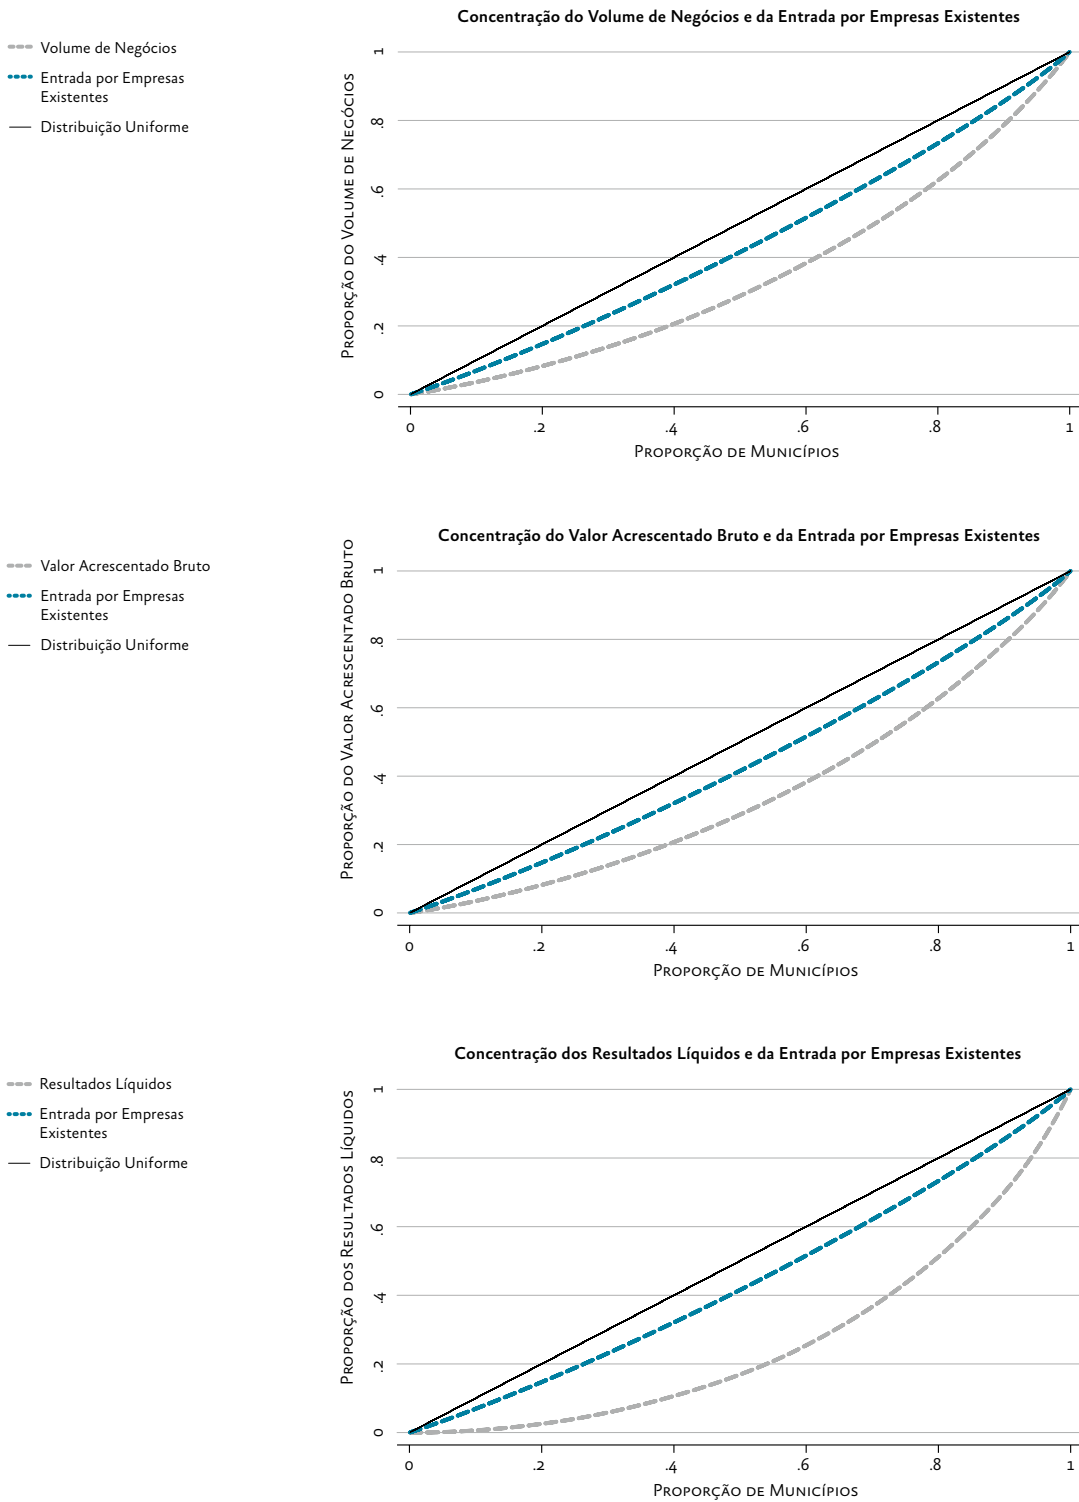 Concentração do Volume de Negócios e da Entrada por Empresas Existentes
Volume de Negócios
Entrada por Empresas
Existentes
Distribuição Uniforme
Proporção do Volume de Negócios
1
.8
.6
.4
.2
0
0 .2 .4 .6 .8 1
Proporção de Municípios
Concentração do Valor Acrescentado Bruto e da Entrada por Empresas Existentes
Valor Acrescentado Bruto
Entrada por Empresas
Existentes
Distribuição Uniforme
Proporção do Valor Acrescentado Bruto
1
.8
.6
.4
.2
0
0 .2 .4 .6 .8 1
Proporção de Municípios
Concentração dos Resultados Líquidos e da Entrada por Empresas Existentes
Resultados Líquidos
Entrada por Empresas
Existentes
Distribuição Uniforme
Proporção dos Resultados Líquidos
1
.8
.6
.4
.2
0
0 .2 .4 .6 .8 1
Proporção de Municípios